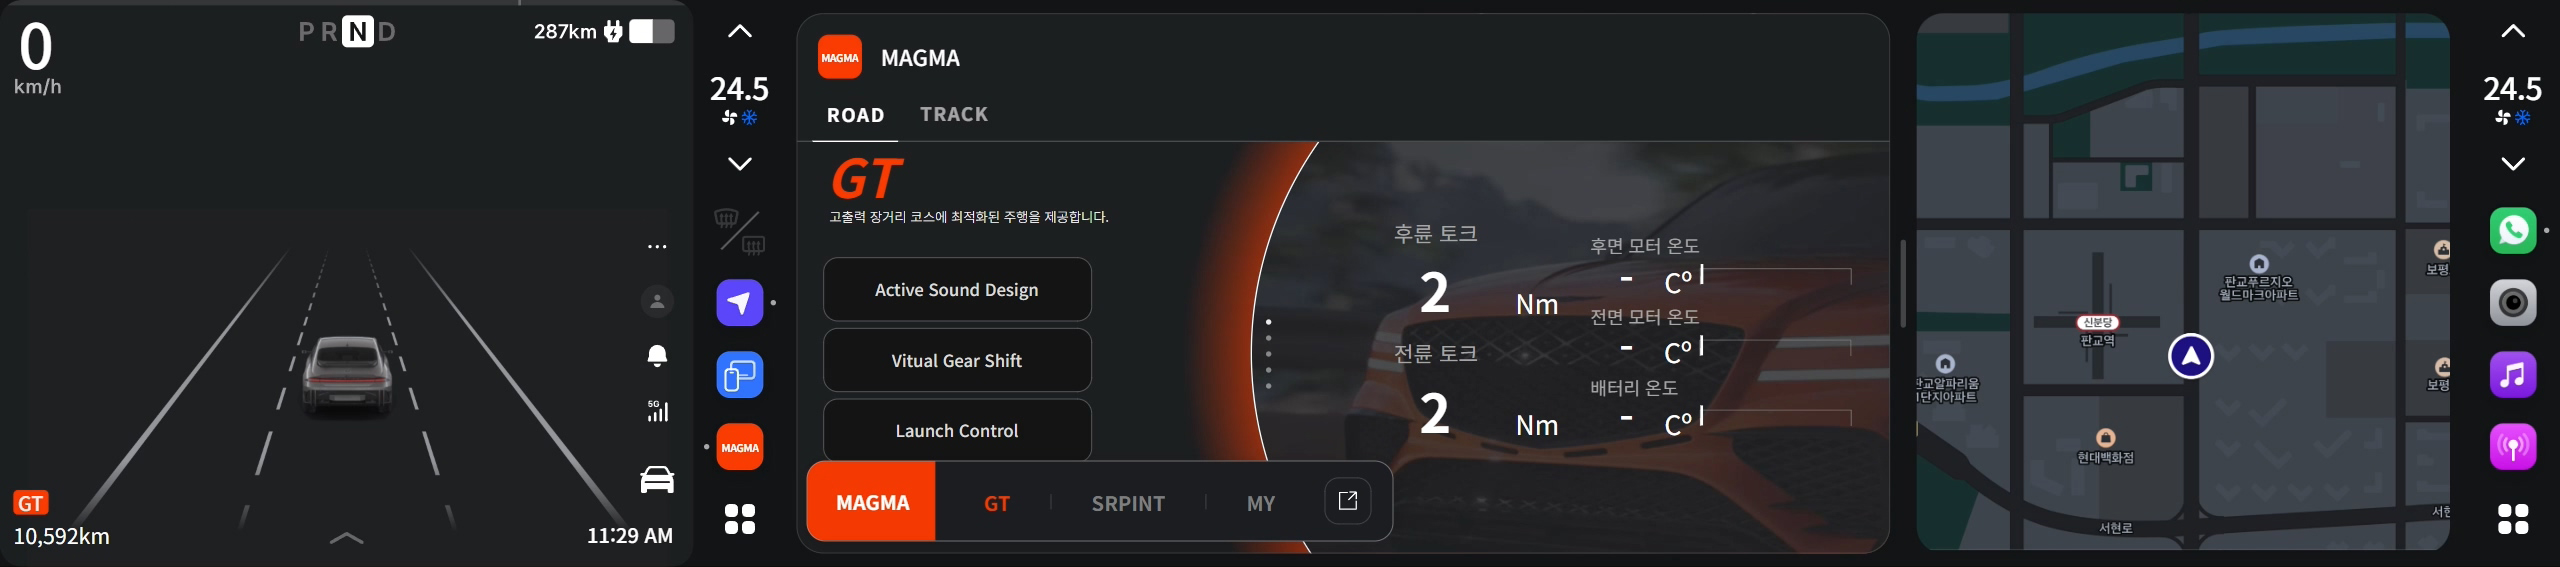 0
km/h
P R N D
287km
GT
10,592km
5G
11:29 AM
24.5
MAGMA
MAGMA
MAGMA
ROAD
TRACK
GT
고출력 장거리 코스에 최적화된 주행을 제공합니다.
Active Sound Design
Vitual Gear Shift
Launch Control
후륜 토크
2 Nm
전륜 토크
2 Nm
후면 모터 온도
- Cº
전면 모터 온도
- Cº
배터리 온도
- Cº
MAGMA
GT
SRPINT
MY
판교푸르지오
월드마크아파트
신분당
판교역
판교알파리움
1단지아파트
현대백화점
보평
보평
서현로
서현
24.5